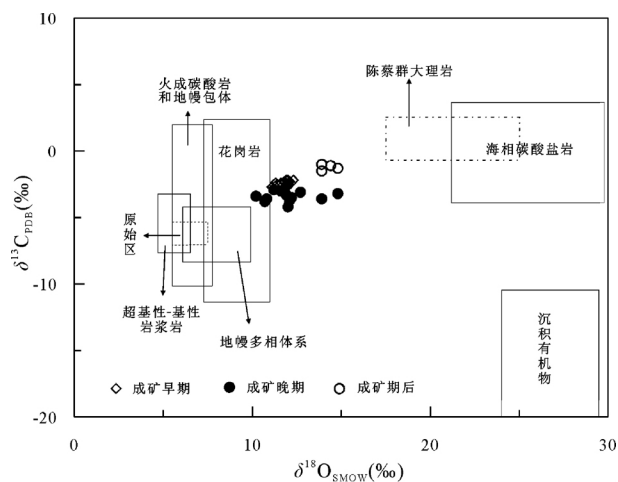 10
0
-10
-20
0
10
20
30
δ¹³C_PDB(‰)
δ¹⁸O_SMOW(‰)
火成碳酸岩
和地幔包体
花岗岩
陈蔡群大理岩
海相碳酸盐岩
原始区
超基性-基性
岩浆岩
地幔多相体系
沉积有机物
成矿早期
成矿晚期
成矿期后